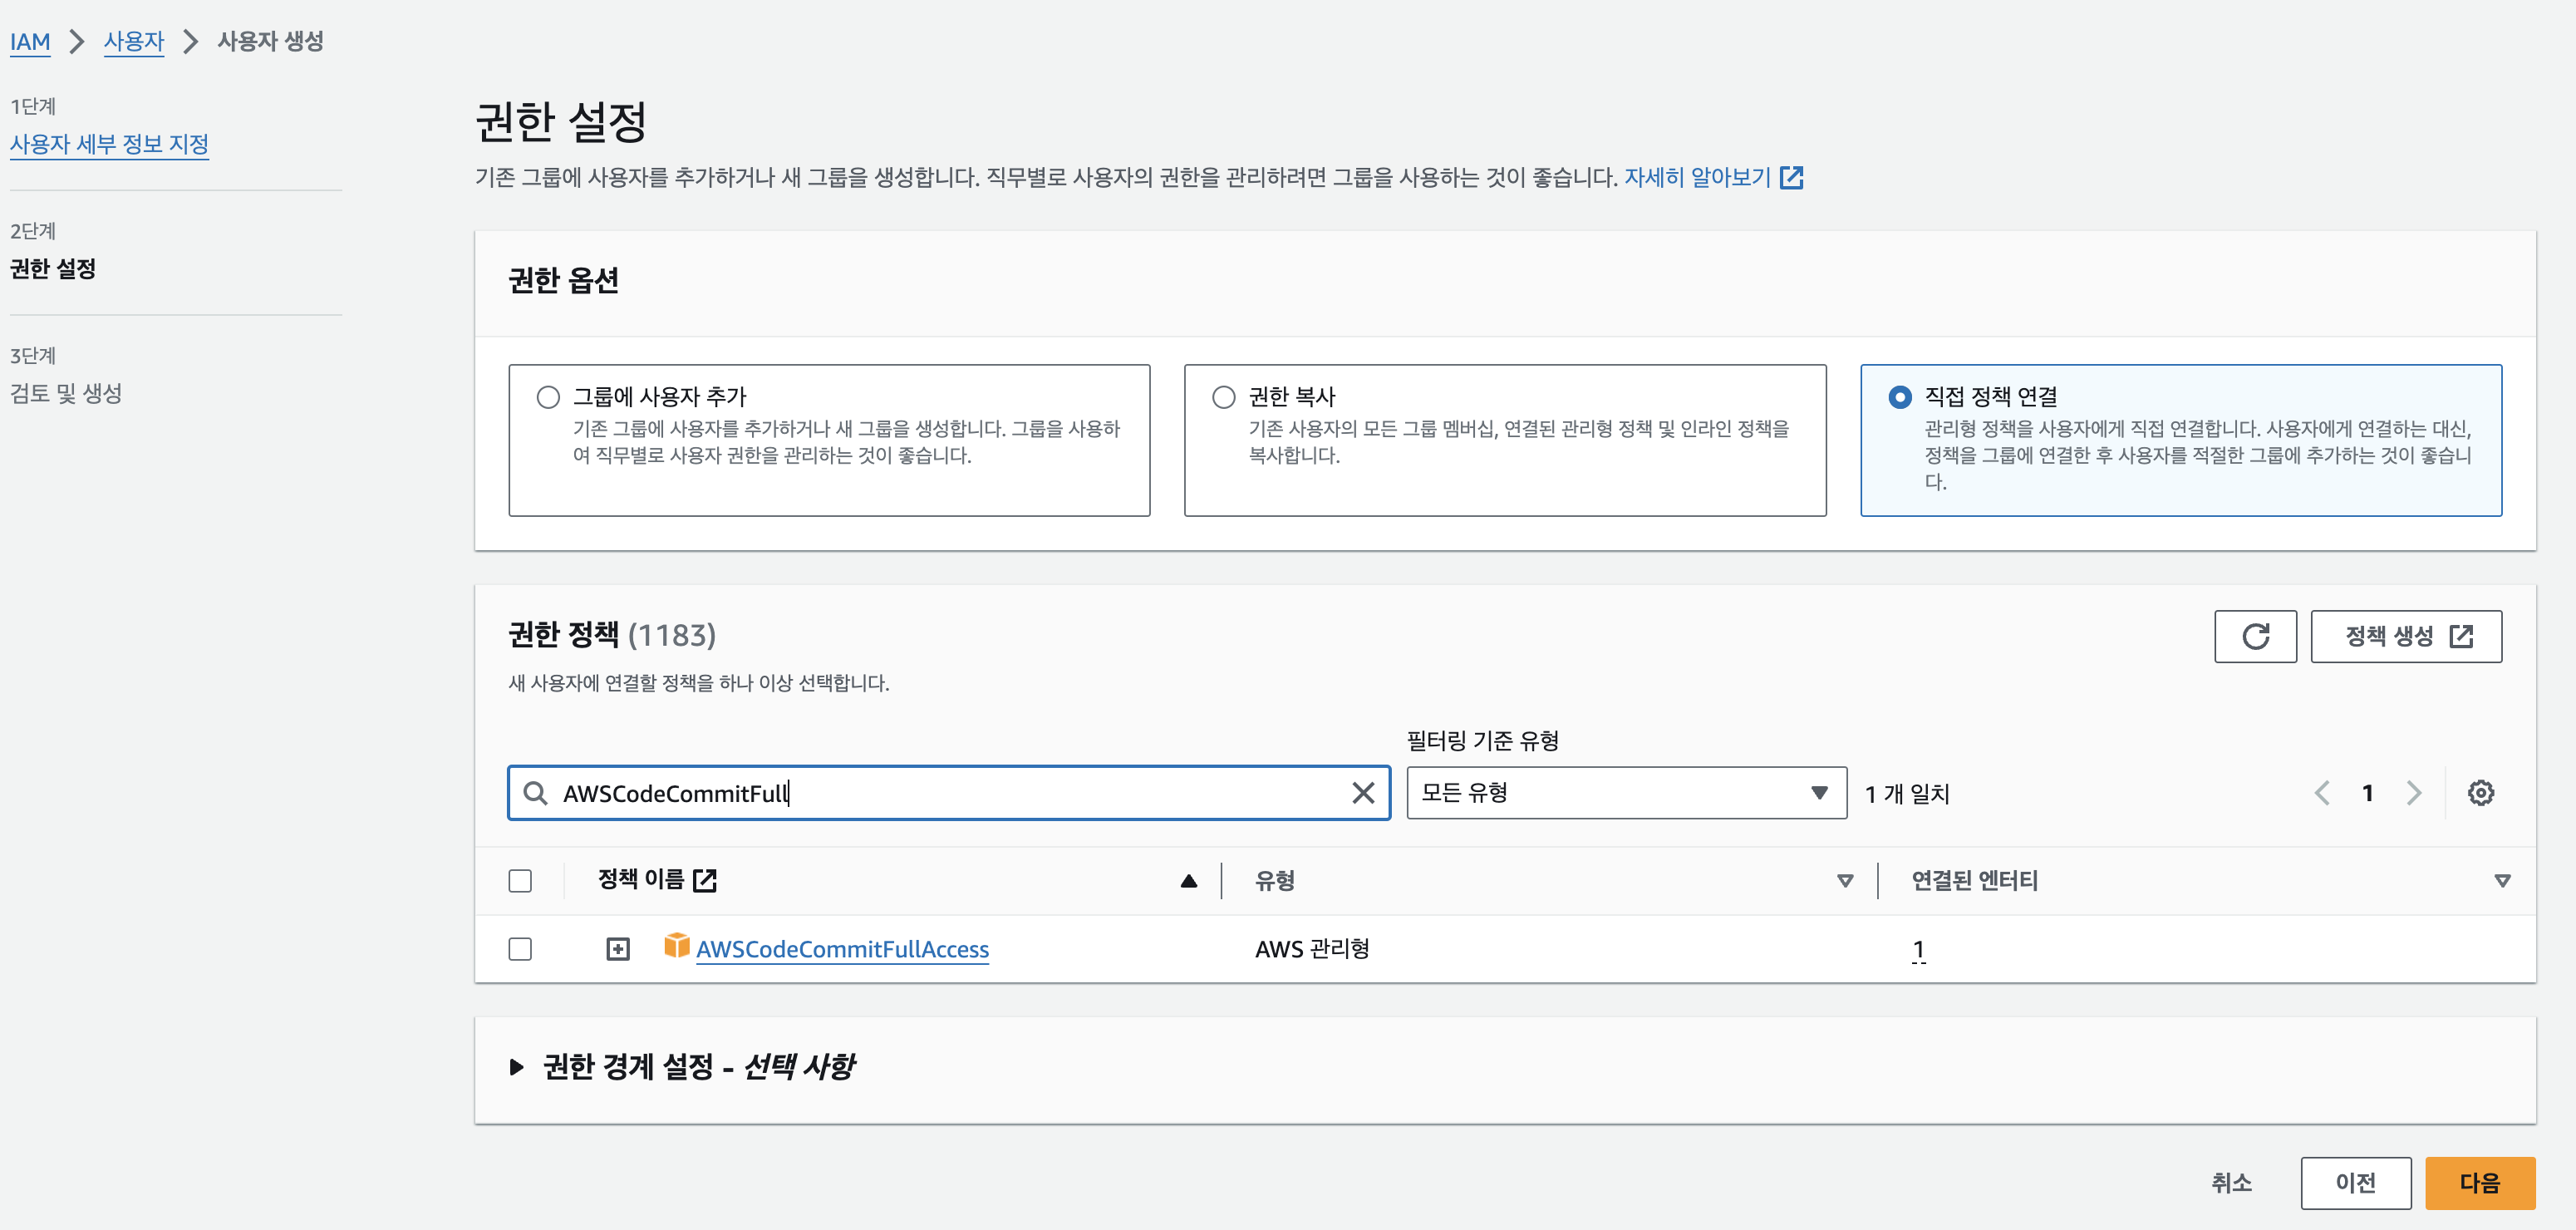 IAM > 사용자 > 사용자 생성
1단계
사용자 세부 정보 지정
2단계
권한 설정
3단계
검토 및 생성
권한 설정
기존 그룹에 사용자를 추가하거나 새 그룹을 생성합니다. 직무별로 사용자의 권한을 관리하려면 그룹을 사용하는 것이 좋습니다. 자세히 알아보기
권한 옵션
그룹에 사용자 추가
기존 그룹에 사용자를 추가하거나 새 그룹을 생성합니다. 그룹을 사용하
여 직무별로 사용자 권한을 관리하는 것이 좋습니다.
권한 복사
기존 사용자의 모든 그룹 멤버십, 연결된 관리형 정책 및 인라인 정책을
복사합니다.
직접 정책 연결
관리형 정책을 사용자에게 직접 연결합니다. 사용자에게 연결하는 대신,
정책을 그룹에 연결한 후 사용자를 적절한 그룹에 추가하는 것이 좋습니
다.
권한 정책 (1183)
정책 생성
새 사용자에 연결할 정책을 하나 이상 선택합니다.
필터링 기준 유형
AWSCodeCommitFull
모든 유형
1 개 일치
1
정책 이름
유형
연결된 엔터티
AWSCodeCommitFullAccess
AWS 관리형
1
권한 경계 설정 - 선택 사항
취소
이전
다음